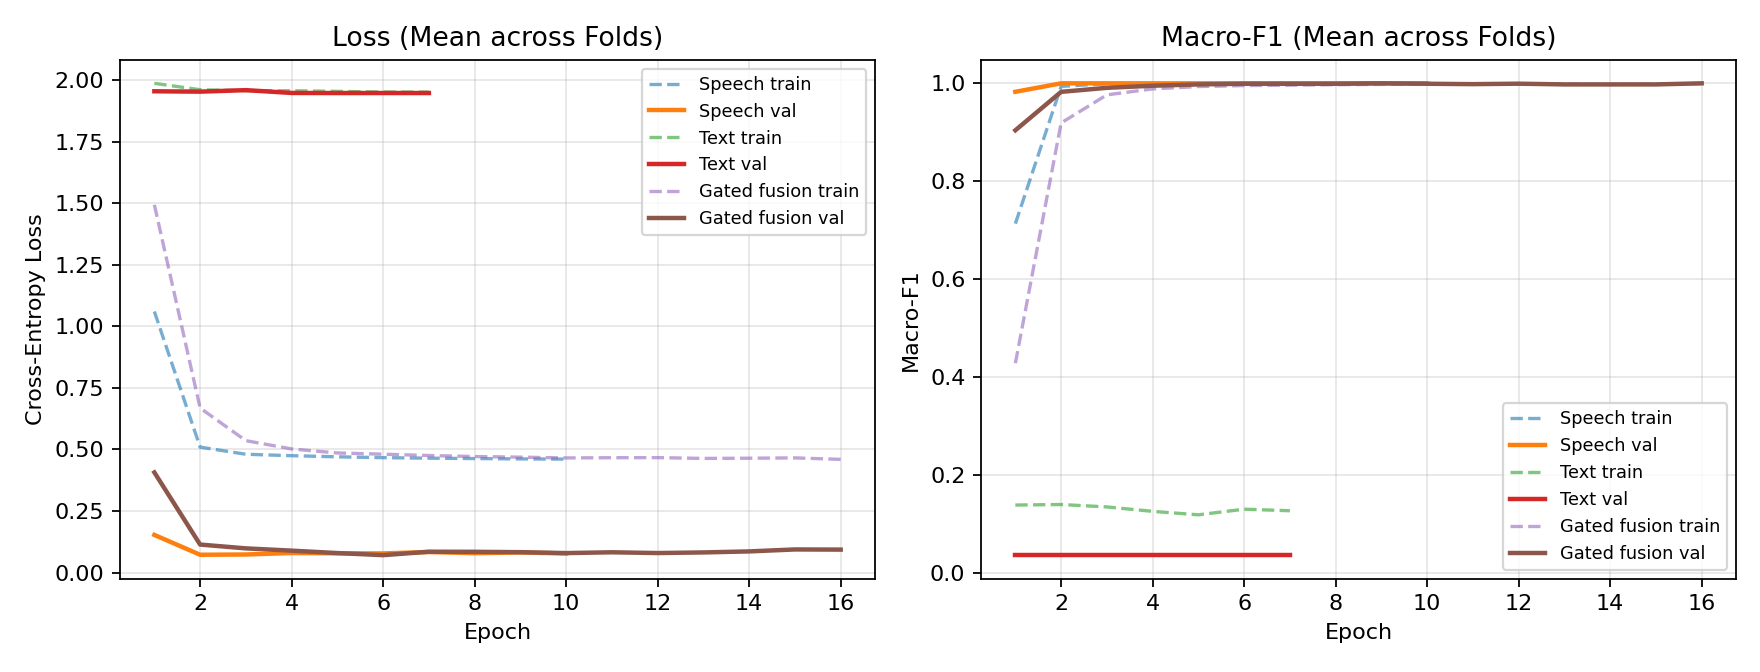 Loss (Mean across Folds)
2.00
1.75
1.50
1.25
1.00
0.75
0.50
0.25
0.00
Cross-Entropy Loss
2 4 6 8 10 12 14 16
Epoch
Speech train
Speech val
Text train
Text val
Gated fusion train
Gated fusion val
Macro-F1 (Mean across Folds)
1.0
0.8
0.6
0.4
0.2
0.0
Macro-F1
2 4 6 8 10 12 14 16
Epoch
Speech train
Speech val
Text train
Text val
Gated fusion train
Gated fusion val